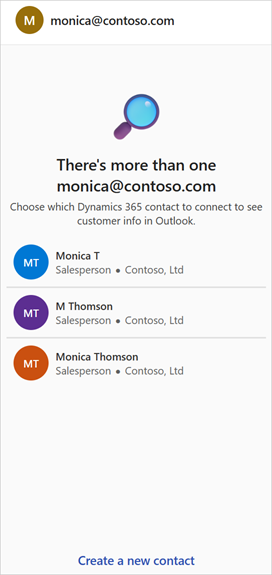 M monica@contoso.com
There's more than one
monica@contoso.com
Choose which Dynamics 365 contact to connect to see
customer info in Outlook.
MT Monica T
Salesperson • Contoso, Ltd
MT M Thomson
Salesperson • Contoso, Ltd
MT Monica Thomson
Salesperson • Contoso, Ltd
Create a new contact